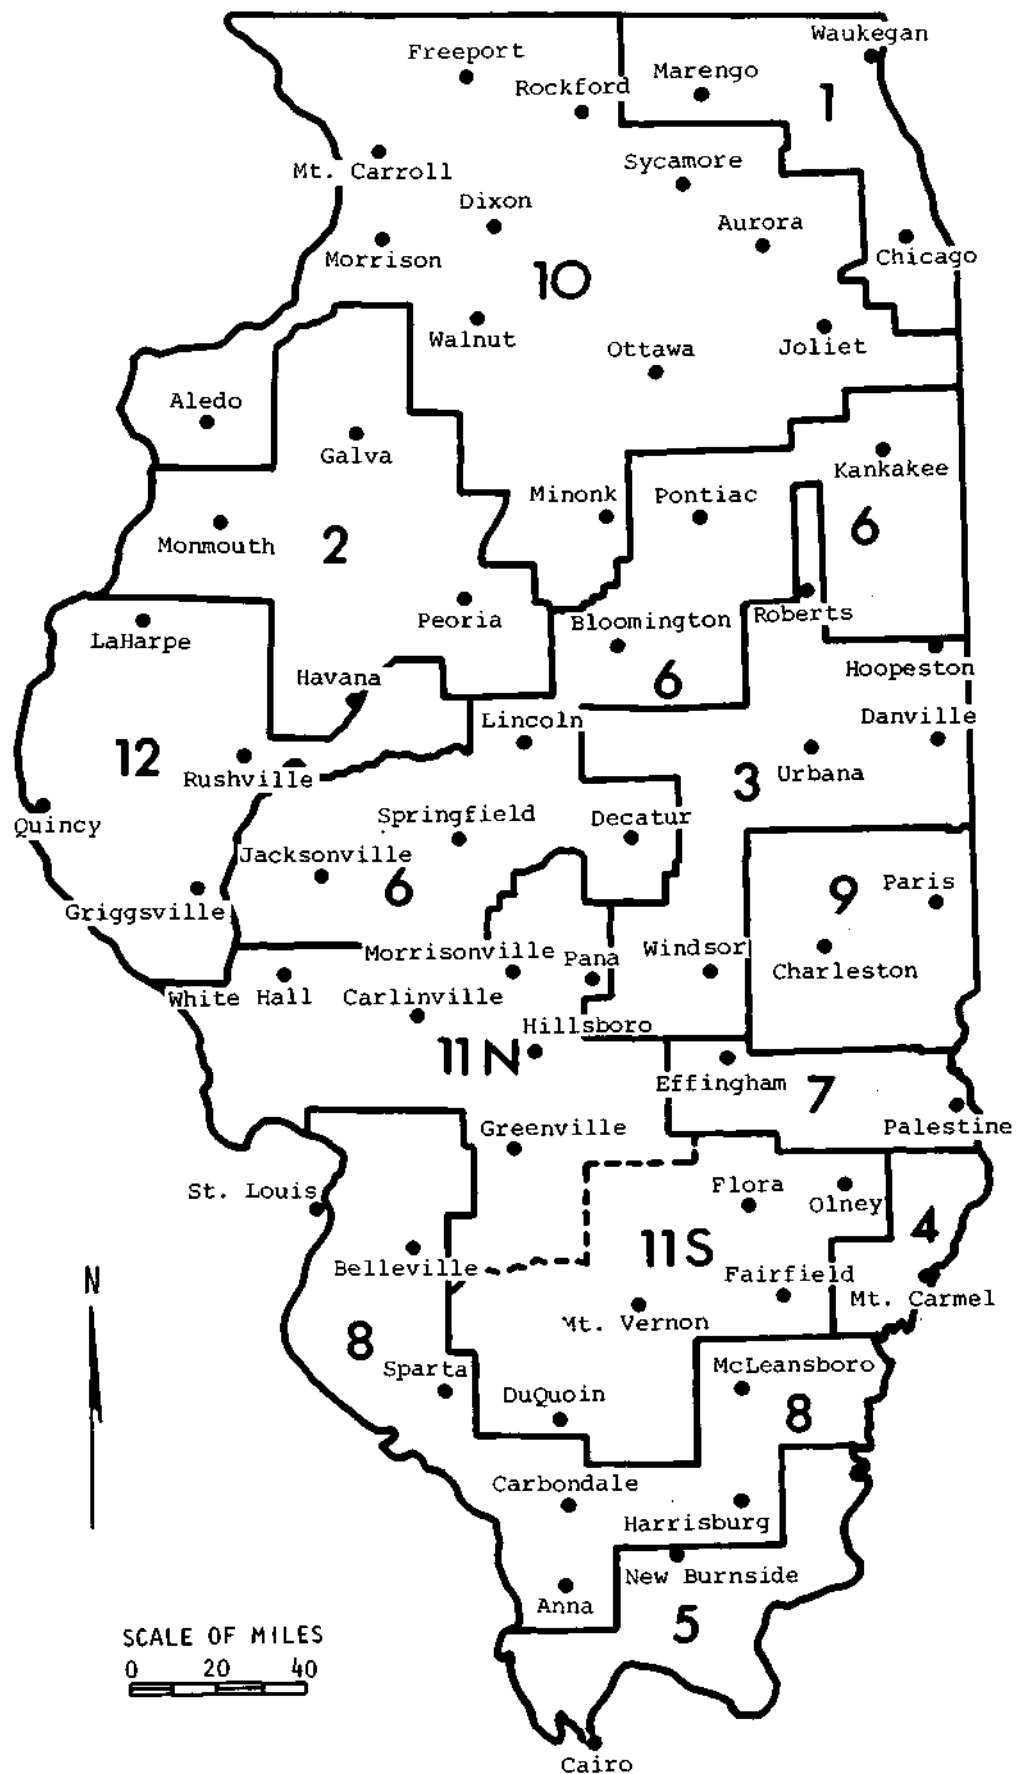 Waukegan
Freeport
Marengo
Rockford
1
Sycamore
Mt. Carroll
Dixon
Aurora
Morrison
Chicago
10
Walnut
Joliet
Ottawa
Aledo
Galva
Kankakee
Minonk
Pontiac
6
Monmouth
2
Roberts
Peoria
Bloomington
LaHarpe
Hoopeston
Havana
6
Lincoln
Danville
12
Rushville
3
Urbana
Quincy
Springfield
Decatur
Jacksonville
6
9
Paris
Griggsville
Morrisonville
Pana
Windsor
Charleston
White Hall
Carlinville
Hillsboro
11 N
Effingham
7
Palestine
Greenville
St. Louis
Flora
Olney
4
11S
Belleville
Fairfield
Mt. Carmel
N
Mt. Vernon
8
Sparta
McLeansboro
DuQuoin
8
Carbondale
Harrisburg
New Burnside
Anna
5
SCALE OF MILES
0 20 40
Cairo